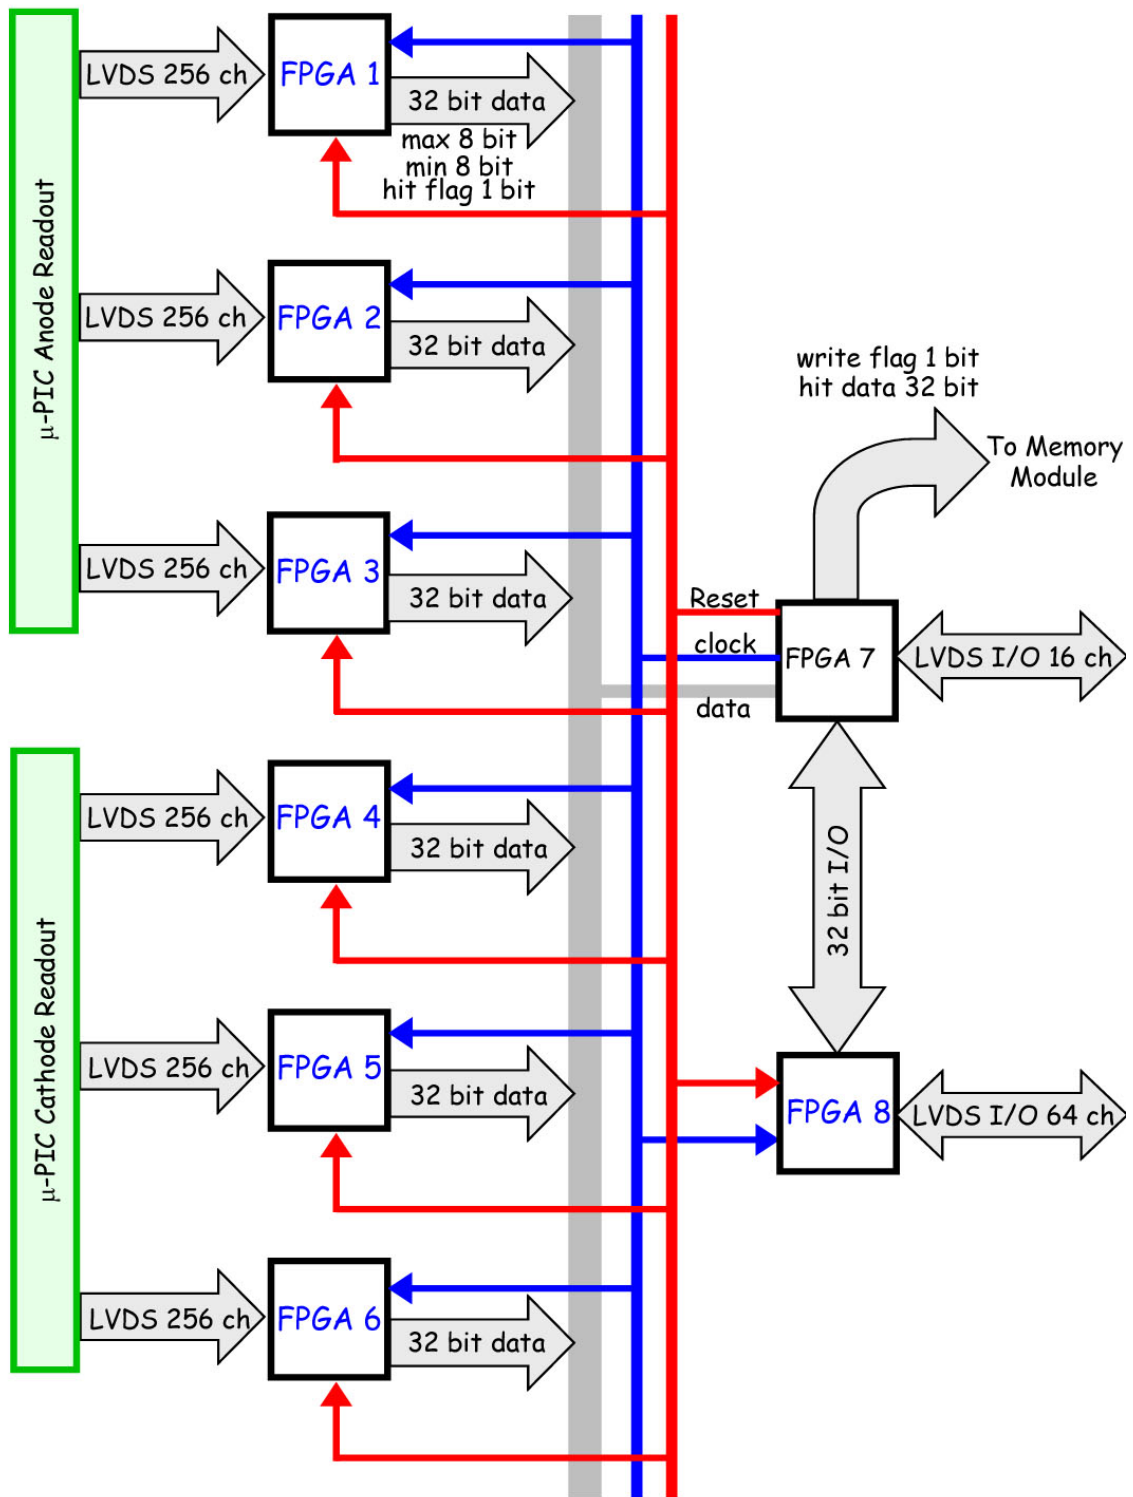 μ-PIC Anode Readout
LVDS 256 ch
FPGA 1
32 bit data
max 8 bit
min 8 bit
hit flag 1 bit
LVDS 256 ch
FPGA 2
32 bit data
LVDS 256 ch
FPGA 3
32 bit data
write flag 1 bit
hit data 32 bit
To Memory
Module
Reset
clock
data
FPGA 7
LVDS I/O 16 ch
32 bit I/O
μ-PIC Cathode Readout
LVDS 256 ch
FPGA 4
32 bit data
LVDS 256 ch
FPGA 5
32 bit data
FPGA 8
LVDS I/O 64 ch
LVDS 256 ch
FPGA 6
32 bit data